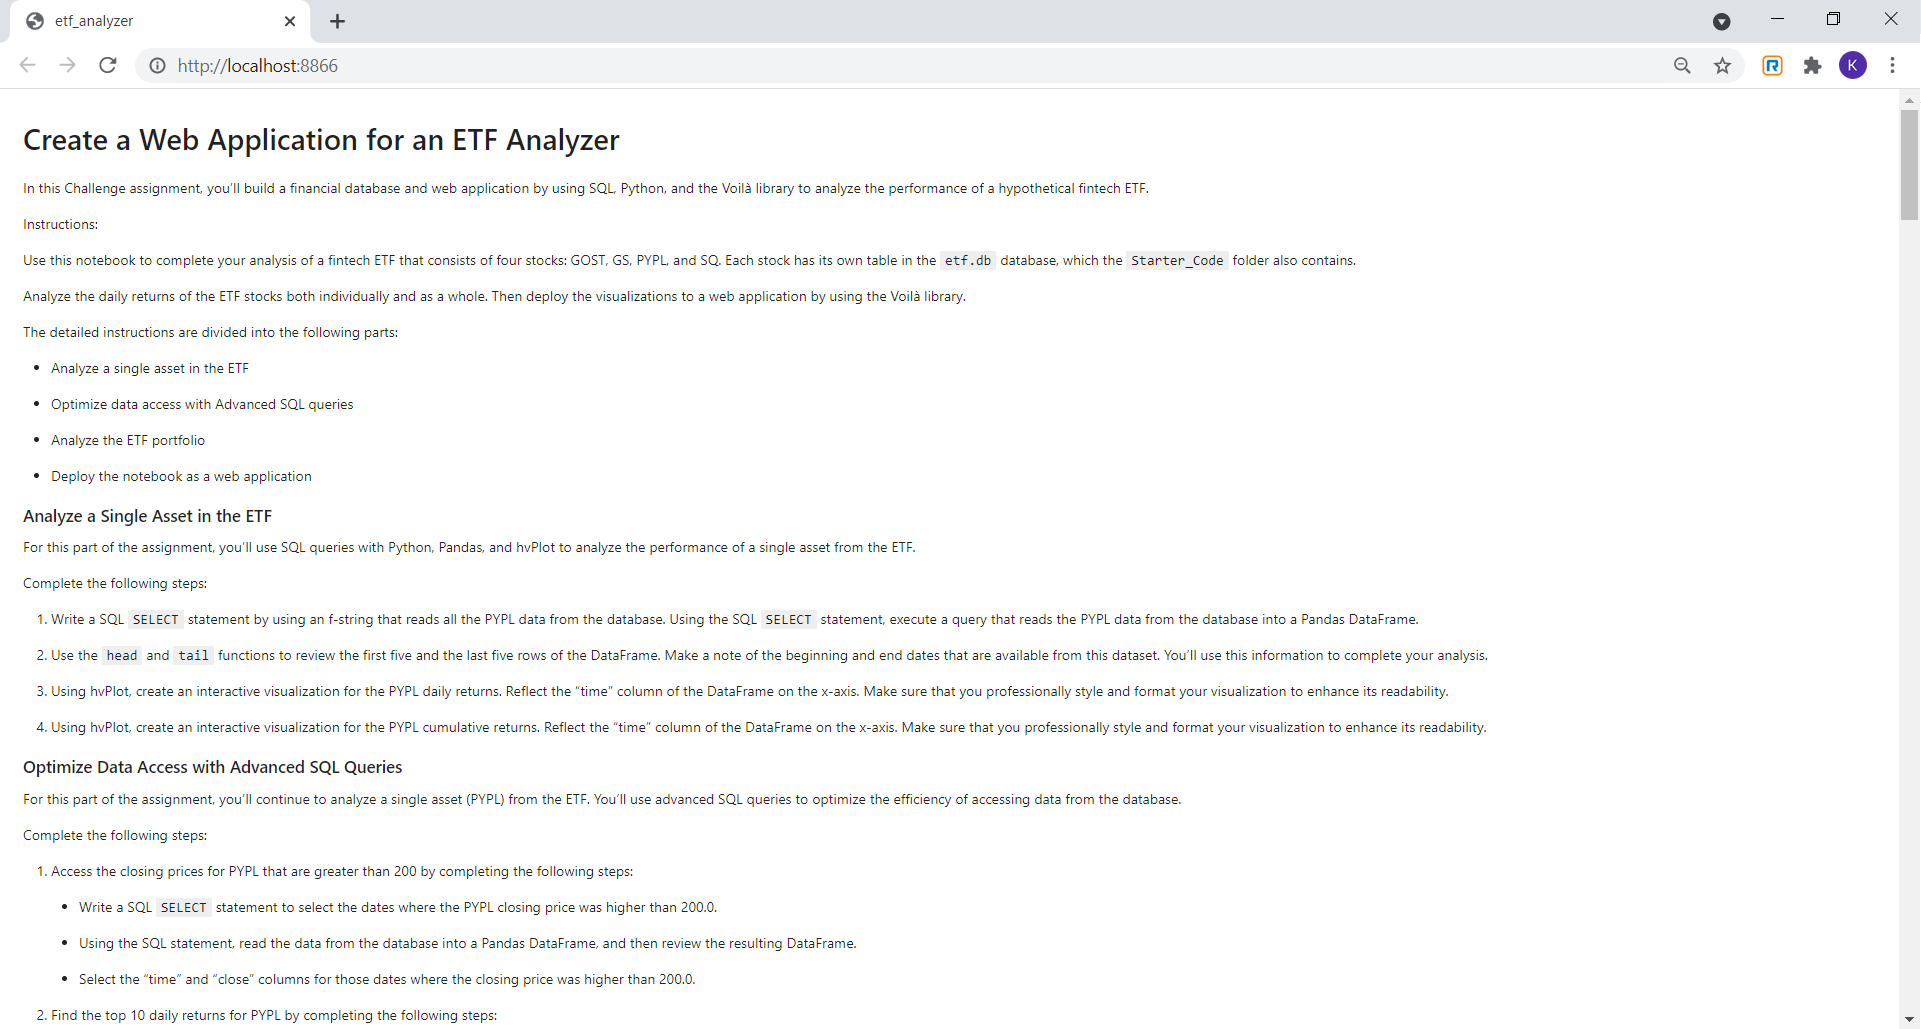 etf_analyzer
http://localhost:8866
K
Create a Web Application for an ETF Analyzer
In this Challenge assignment, you’ll build a financial database and web application by using SQL, Python, and the Voilà library to analyze the performance of a hypothetical fintech ETF.
Instructions:
Use this notebook to complete your analysis of a fintech ETF that consists of four stocks: GOST, GS, PYPL, and SQ. Each stock has its own table in the etf.db database, which the Starter_Code folder also contains.
Analyze the daily returns of the ETF stocks both individually and as a whole. Then deploy the visualizations to a web application by using the Voilà library.
The detailed instructions are divided into the following parts:
• Analyze a single asset in the ETF
• Optimize data access with Advanced SQL queries
• Analyze the ETF portfolio
• Deploy the notebook as a web application
Analyze a Single Asset in the ETF
For this part of the assignment, you’ll use SQL queries with Python, Pandas, and hvPlot to analyze the performance of a single asset from the ETF.
Complete the following steps:
1. Write a SQL SELECT statement by using an f-string that reads all the PYPL data from the database. Using the SQL SELECT statement, execute a query that reads the PYPL data from the database into a Pandas DataFrame.
2. Use the head and tail functions to review the first five and the last five rows of the DataFrame. Make a note of the beginning and end dates that are available from this dataset. You’ll use this information to complete your analysis.
3. Using hvPlot, create an interactive visualization for the PYPL daily returns. Reflect the “time” column of the DataFrame on the x-axis. Make sure that you professionally style and format your visualization to enhance its readability.
4. Using hvPlot, create an interactive visualization for the PYPL cumulative returns. Reflect the “time” column of the DataFrame on the x-axis. Make sure that you professionally style and format your visualization to enhance its readability.
Optimize Data Access with Advanced SQL Queries
For this part of the assignment, you’ll continue to analyze a single asset (PYPL) from the ETF. You’ll use advanced SQL queries to optimize the efficiency of accessing data from the database.
Complete the following steps:
1. Access the closing prices for PYPL that are greater than 200 by completing the following steps:
• Write a SQL SELECT statement to select the dates where the PYPL closing price was higher than 200.0.
• Using the SQL statement, read the data from the database into a Pandas DataFrame, and then review the resulting DataFrame.
• Select the “time” and “close” columns for those dates where the closing price was higher than 200.0.
2. Find the top 10 daily returns for PYPL by completing the following steps: